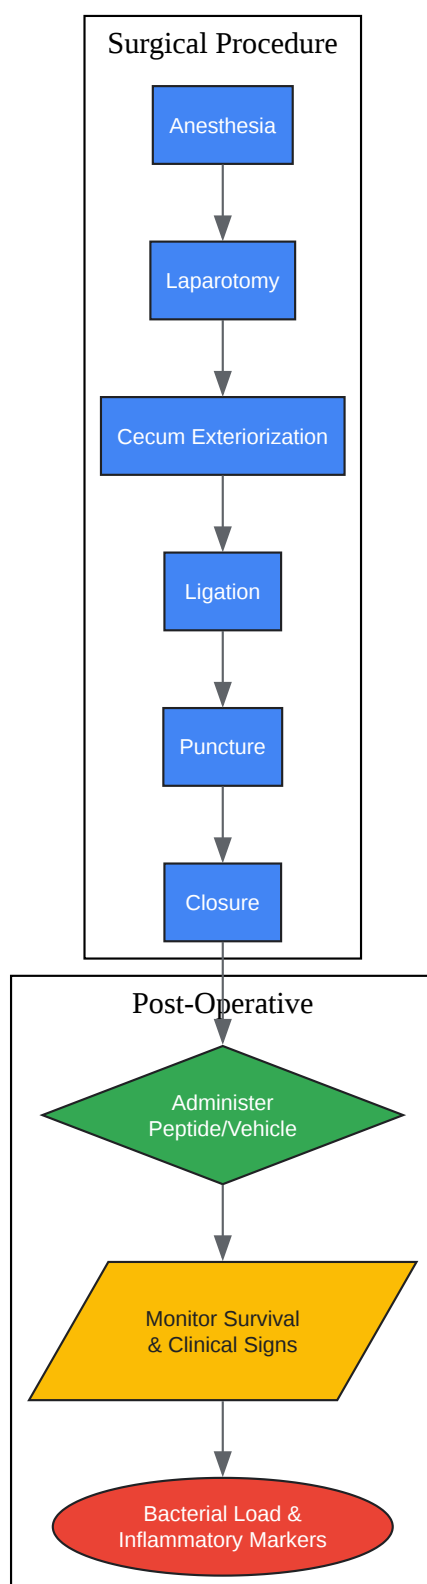 Surgical Procedure
Anesthesia
Laparotomy
Cecum Exteriorization
Ligation
Puncture
Closure
Post-Operative
Administer
Peptide/Vehicle
Monitor Survival
& Clinical Signs
Bacterial Load &
Inflammatory Markers